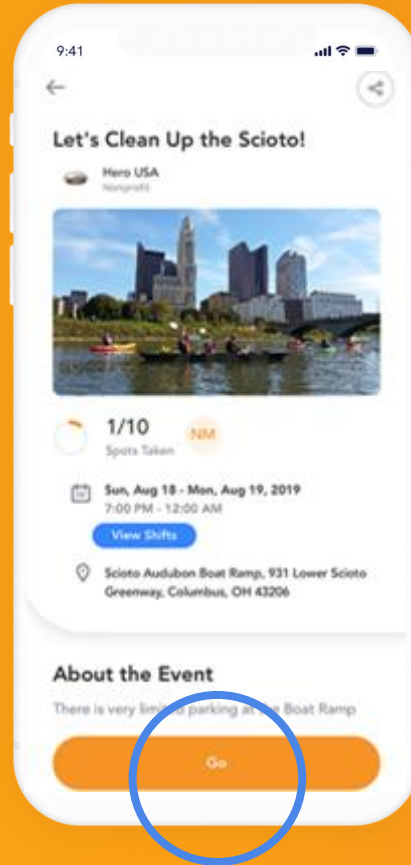 9:41
Let's Clean Up the Scioto!
Hero USA
Nonprofit
1/10
NM
Spots Taken
Sun, Aug 18 - Mon, Aug 19, 2019
7:00 PM - 12:00 AM
View Shifts
Scioto Audubon Boat Ramp, 931 Lower Scioto
Greenway, Columbus, OH 43206
About the Event
There is very limited parking at the Boat Ramp
Go